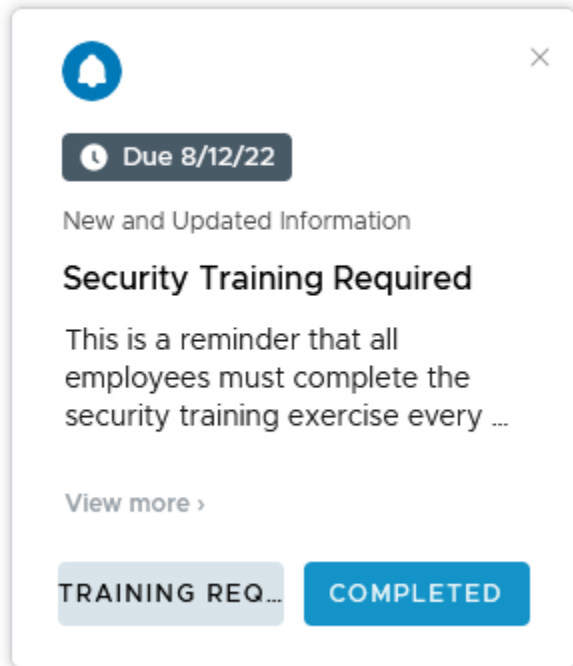 Due 8/12/22
New and Updated Information
Security Training Required
This is a reminder that all
employees must complete the
security training exercise every ...
View more ›
TRAINING REQ...
COMPLETED